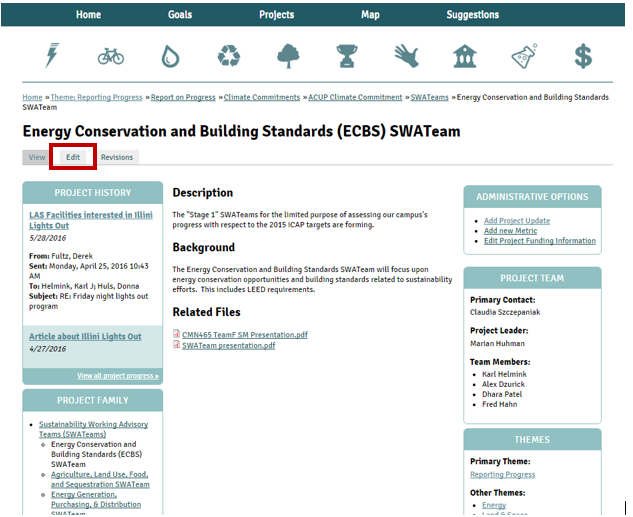 Home Goals Projects Map Suggestions
Home » Theme: Reporting Progress » Report on Progress » Climate Commitments » ACUP Climate Commitment » SWATeams » Energy Conservation and Building Standards (ECBS)
SWATeam
Energy Conservation and Building Standards (ECBS) SWATeam
View Edit Revisions
PROJECT HISTORY
LAS Facilities interested in Illini
Lights Out
5/28/2016
From: Fultz, Derek
Sent: Monday, April 25, 2016 10:43
AM
To: Helmink, Karl J; Huls, Donna
Subject: RE: Friday night lights out
program
Article about Illini Lights Out
4/27/2016
View all project progress »
PROJECT FAMILY
Sustainability Working Advisory
Teams (SWATeams)
Energy Conservation and
Building Standards (ECBS)
SWATeam
Agriculture, Land Use, Food,
and Sequestration SWATeam
Energy Generation,
Purchasing, & Distribution
SWATeam
Description
The "Stage 1" SWATeams for the limited purpose of assessing our campus's
progress with respect to the 2015 iCAP targets are forming.
Background
The Energy Conservation and Building Standards SWATeam will focus upon
energy conservation opportunities and building standards related to sustainability
efforts. This includes LEED requirements.
Related Files
CMN465 TeamF SM Presentation.pdf
SWATeam presentation.pdf
ADMINISTRATIVE OPTIONS
Add Project Update
Add new Metric
Edit Project Funding Information
PROJECT TEAM
Primary Contact:
Claudia Szczepaniak
Project Leader:
Marian Huhman
Team Members:
Karl Helmink
Alex Dzurick
Dhara Patel
Fred Hahn
THEMES
Primary Theme:
Reporting Progress
Other Themes:
Energy
Land & Space